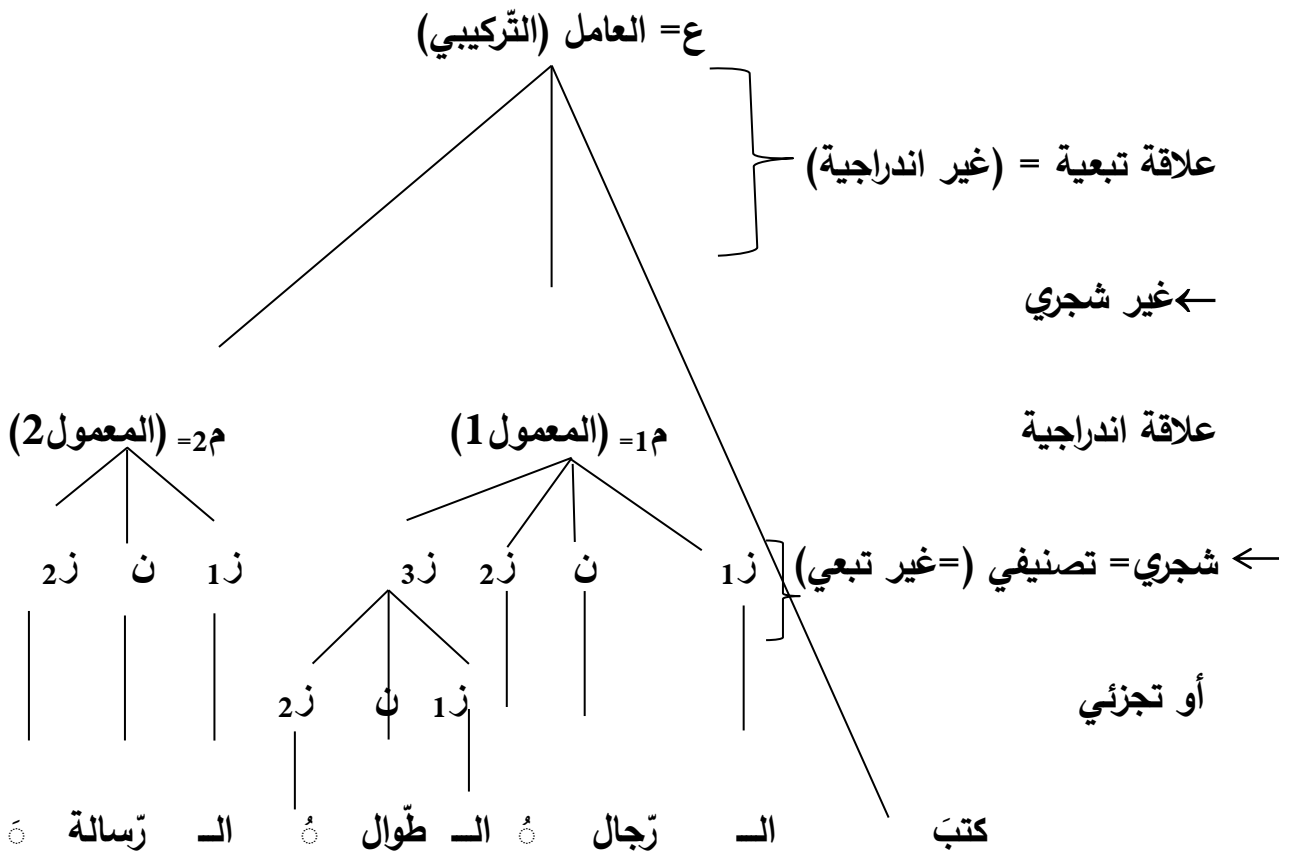 ع= العامل (التّركيبي)
علاقة تبعية = (غير اندراجية)
←غير شجري
علاقة اندراجية
م1= (المعمول1) م2= (المعمول2)
← شجري= تصنيفي (=غير تبعي)
ز1 ن ز2 ز3 ز1 ن ز2
أو تجزئي
ز1 ن ز2
كتبَ الـ رّجال ُ الـ طّوال ُ الـ رّسالة َ